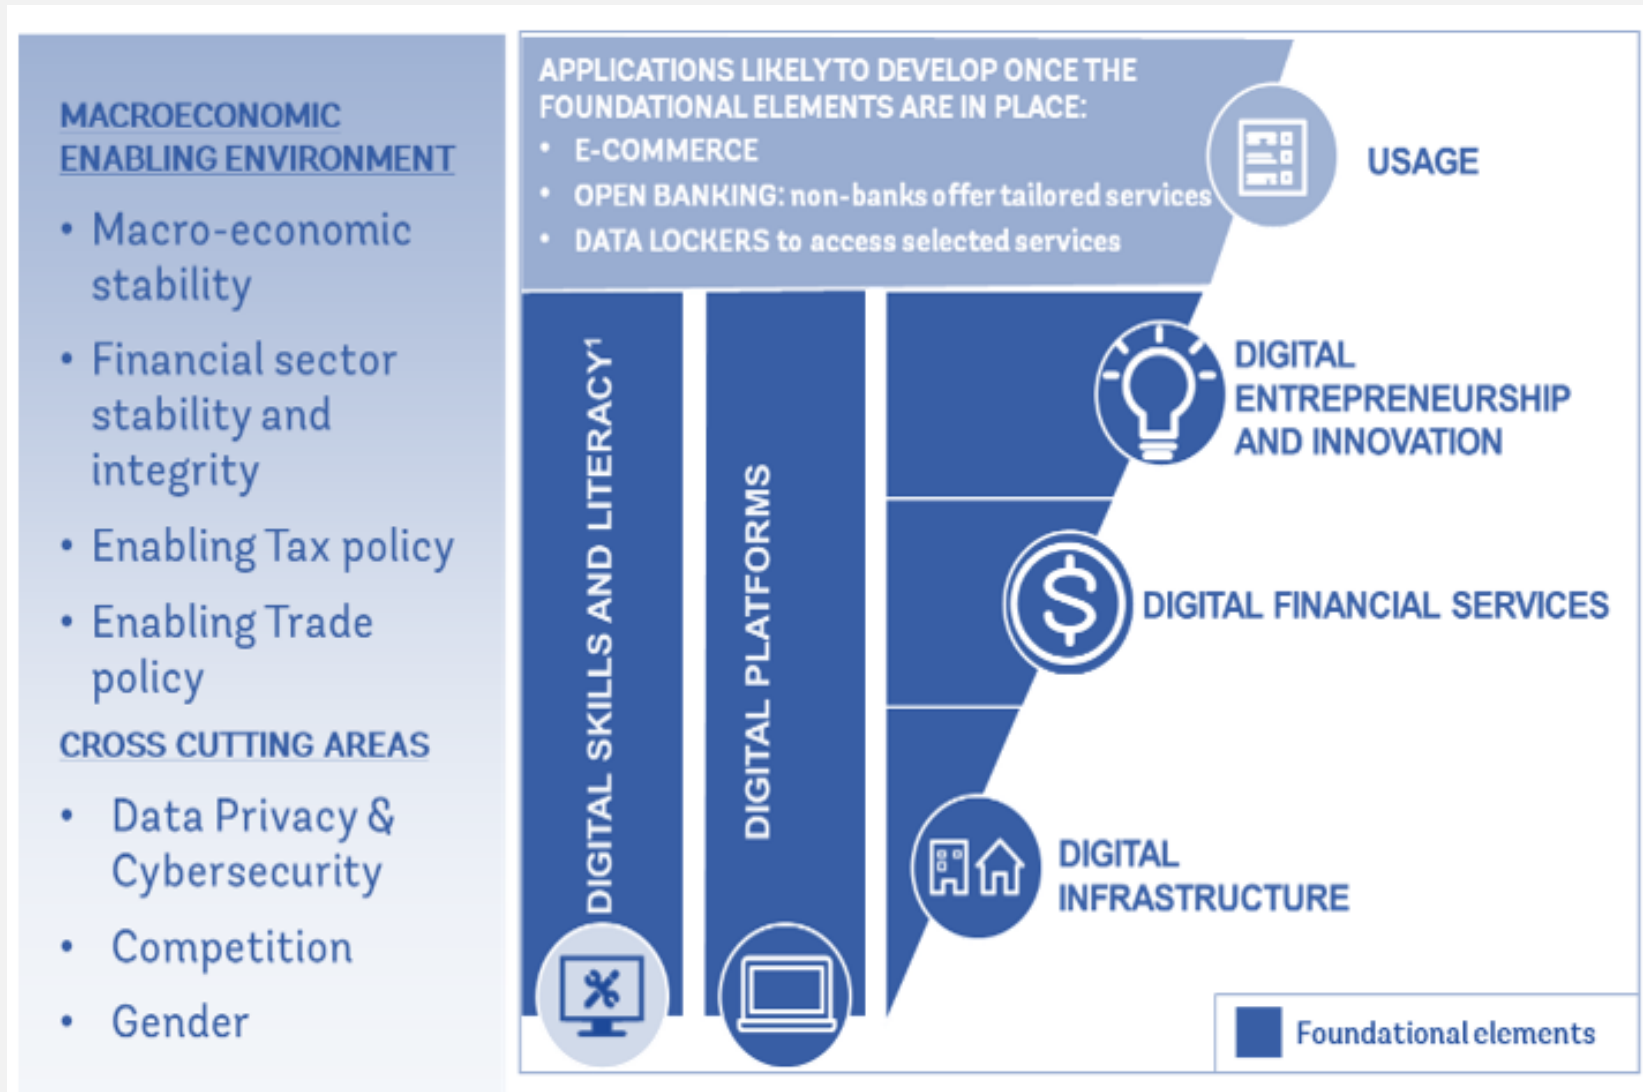 MACROECONOMIC
ENABLING ENVIRONMENT
• Macro-economic
stability
• Financial sector
stability and
integrity
• Enabling Tax policy
• Enabling Trade
policy
CROSS CUTTING AREAS
• Data Privacy &
Cybersecurity
• Competition
• Gender
APPLICATIONS LIKELY TO DEVELOP ONCE THE
FOUNDATIONAL ELEMENTS ARE IN PLACE:
• E-COMMERCE
• OPEN BANKING: non-banks offer tailored services
• DATA LOCKERS to access selected services
USAGE
DIGITAL SKILLS AND LITERACY¹
DIGITAL PLATFORMS
DIGITAL
ENTREPRENEURSHIP
AND INNOVATION
$
DIGITAL FINANCIAL SERVICES
DIGITAL
INFRASTRUCTURE
Foundational elements